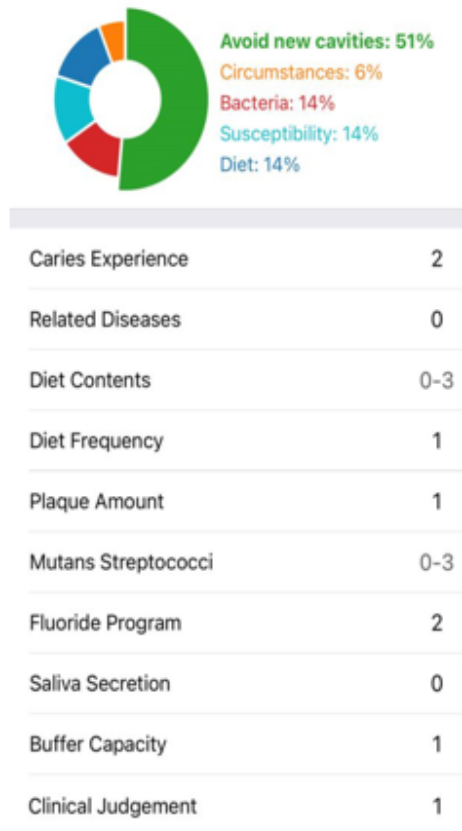 Avoid new cavities: 51%
Circumstances: 6%
Bacteria: 14%
Susceptibility: 14%
Diet: 14%
Caries Experience 2
Related Diseases 0
Diet Contents 0-3
Diet Frequency 1
Plaque Amount 1
Mutans Streptococci 0-3
Fluoride Program 2
Saliva Secretion 0
Buffer Capacity 1
Clinical Judgement 1